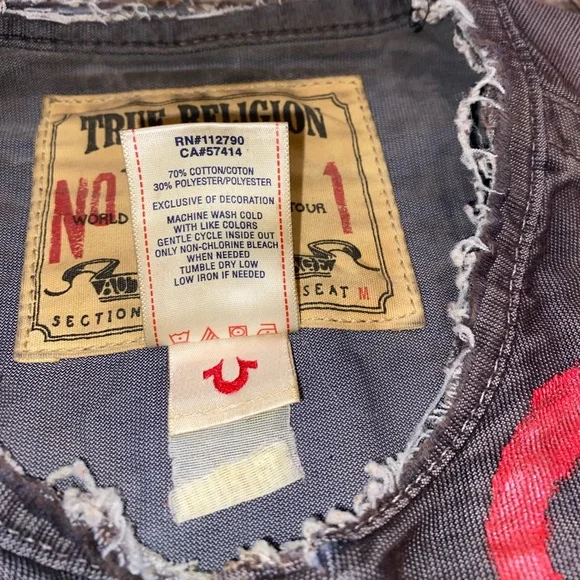 TRUE RELIGION
NO
1
WORLD
TOUR
SECTION
SEAT M
RN#112790
CA#57414
70% COTTON/COTON
30% POLYESTER/POLYESTER
EXCLUSIVE OF DECORATION
MACHINE WASH COLD
WITH LIKE COLORS
GENTLE CYCLE INSIDE OUT
ONLY NON-CHLORINE BLEACH
WHEN NEEDED
TUMBLE DRY LOW
LOW IRON IF NEEDED